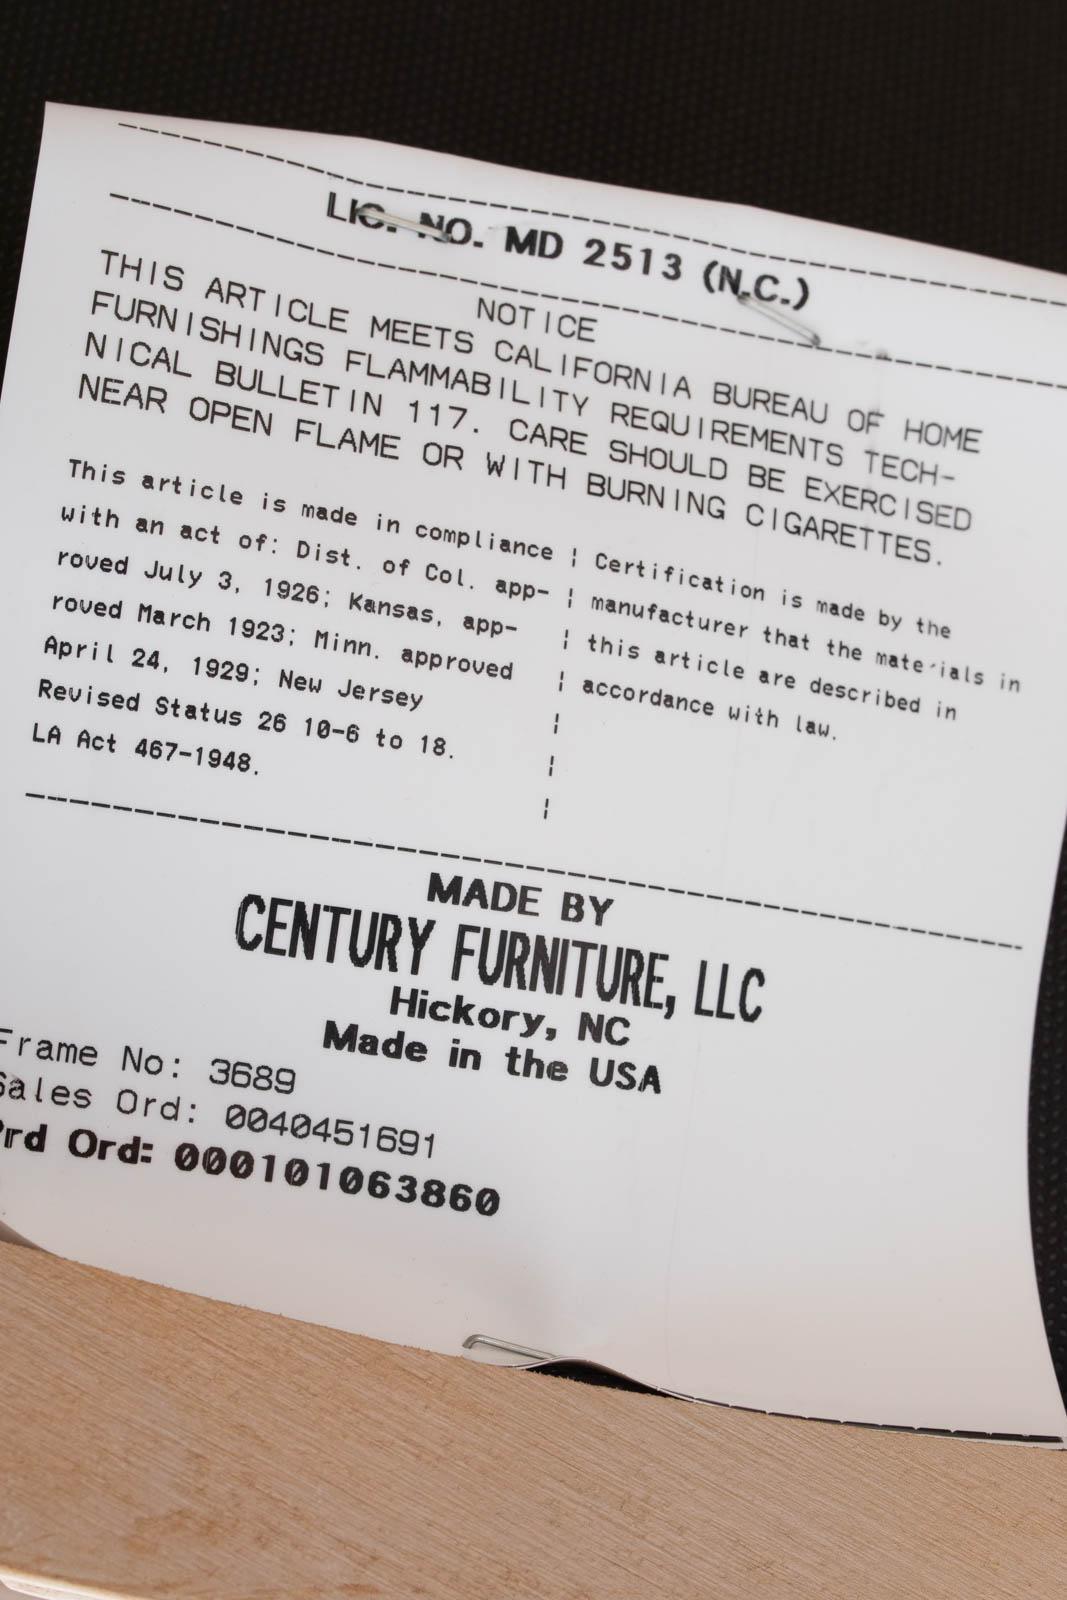 LIC. NO. MD 2513 (N.C.)
NOTICE
THIS ARTICLE MEETS CALIFORNIA BUREAU OF HOME
FURNISHINGS FLAMMABILITY REQUIREMENTS TECH-
NICAL BULLETIN 117. CARE SHOULD BE EXERCISED
NEAR OPEN FLAME OR WITH BURNING CIGARETTES.
This article is made in compliance
with an act of: Dist. of Col. app-
roved July 3, 1926; Kansas, app-
roved March 1923; Minn. approved
April 24, 1929; New Jersey
Revised Status 26 10-6 to 18.
LA Act 467-1948.
Certification is made by the
manufacturer that the materials in
this article are described in
accordance with law.
MADE BY
CENTURY FURNITURE, LLC
Hickory, NC
Made in the USA
Frame No: 3689
Sales Ord: 0040451691
Prd Ord: 000101063860